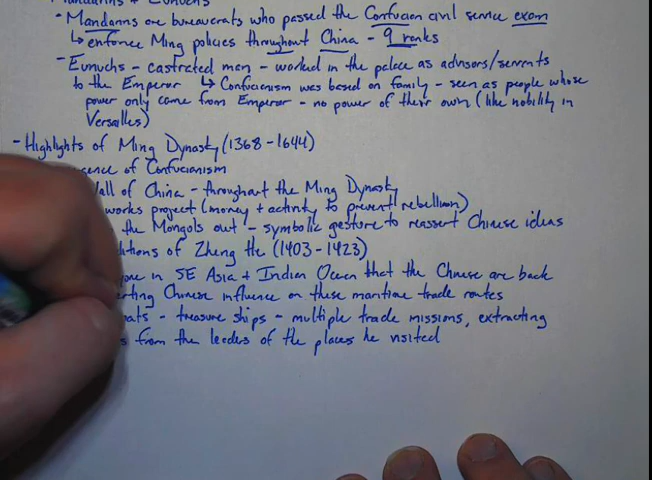 Mandarins + Eunuchs
- Mandarins are bureaucrats who passed the Confucian civil service exam
↳ enforce Ming policies throughout China - 9 ranks
- Eunuchs - castrated men - worked in the palace as advisors/servants
to the Emperor ↳ Confucianism was based on family - seen as people whose
power only came from Emperor - no power of their own (like nobility in
Versailles)
- Highlights of Ming Dynasty (1368-1644)
of Confucianism
Wall of China - throughout the Ming Dynasty
works project (money + activity to prevent rebellion)
the Mongols out - symbolic gesture to reassert Chinese ideas
of Zheng He (1403-1423)
in SE Asia + Indian Ocean that the Chinese are back
Chinese influence on these maritime trade routes
- treasure ships - multiple trade missions, extracting
from the leaders of the places he visited